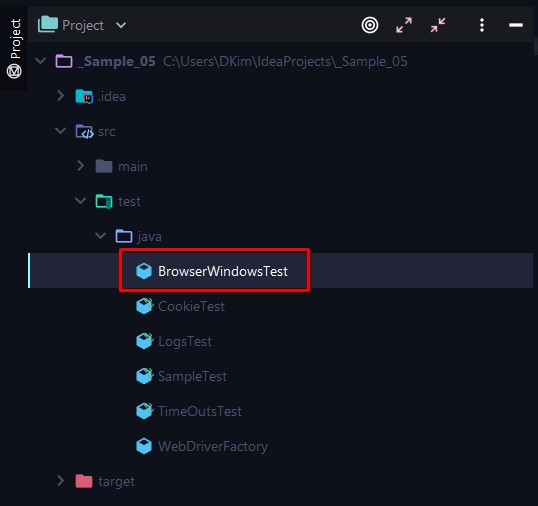 Project
Project
_Sample_05 C:\Users\DKim\IdeaProjects\_Sample_05
.idea
src
main
test
java
BrowserWindowsTest
CookieTest
LogsTest
SampleTest
TimeOutsTest
WebDriverFactory
target